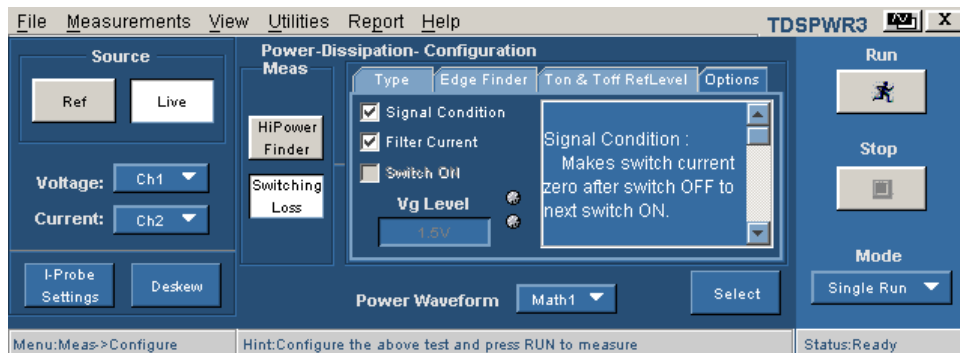 File Measurements View Utilities Report Help
TDSPWR3
X
Source
Ref
Live
Voltage: Ch1
Current: Ch2
I-Probe
Settings
Deskew
Power-Dissipation- Configuration
Meas
HiPower
Finder
Switching
Loss
Type
Edge Finder
Ton & Toff RefLevel
Options
Signal Condition
Filter Current
Switch ON
Vg Level
1.5V
Signal Condition :
Makes switch current
zero after switch OFF to
next switch ON.
Power Waveform Math1
Select
Run
Stop
Mode
Single Run
Menu:Meas->Configure
Hint:Configure the above test and press RUN to measure
Status:Ready